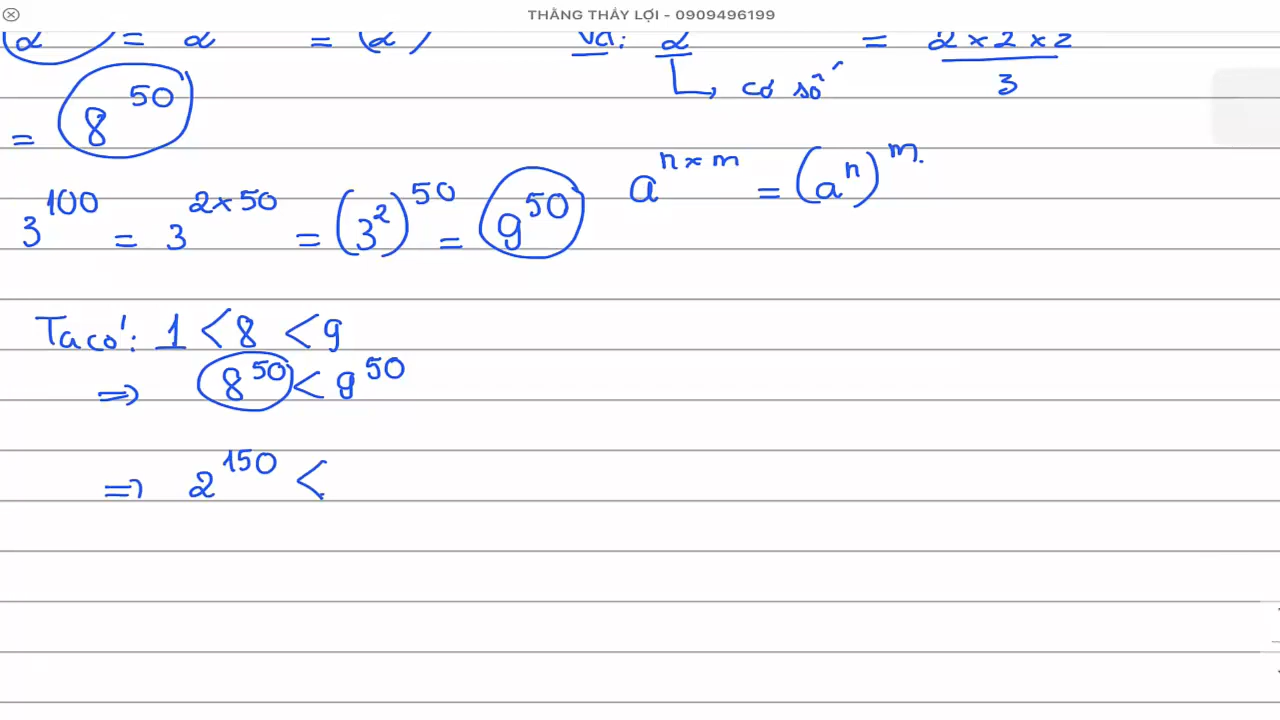 THẮNG THẦY LỢI - 0909496199
= = ( ) Vd: 2 = 2 × 2 × 2
3
cơ số
= 8^50
a^{n×m} = (a^n)^m.
3^100 = 3^{2×50} = (3^2)^50 = 9^50
Ta có: 1 < 8 < 9
⇒ 8^50 < 9^50
⇒ 2^150 <